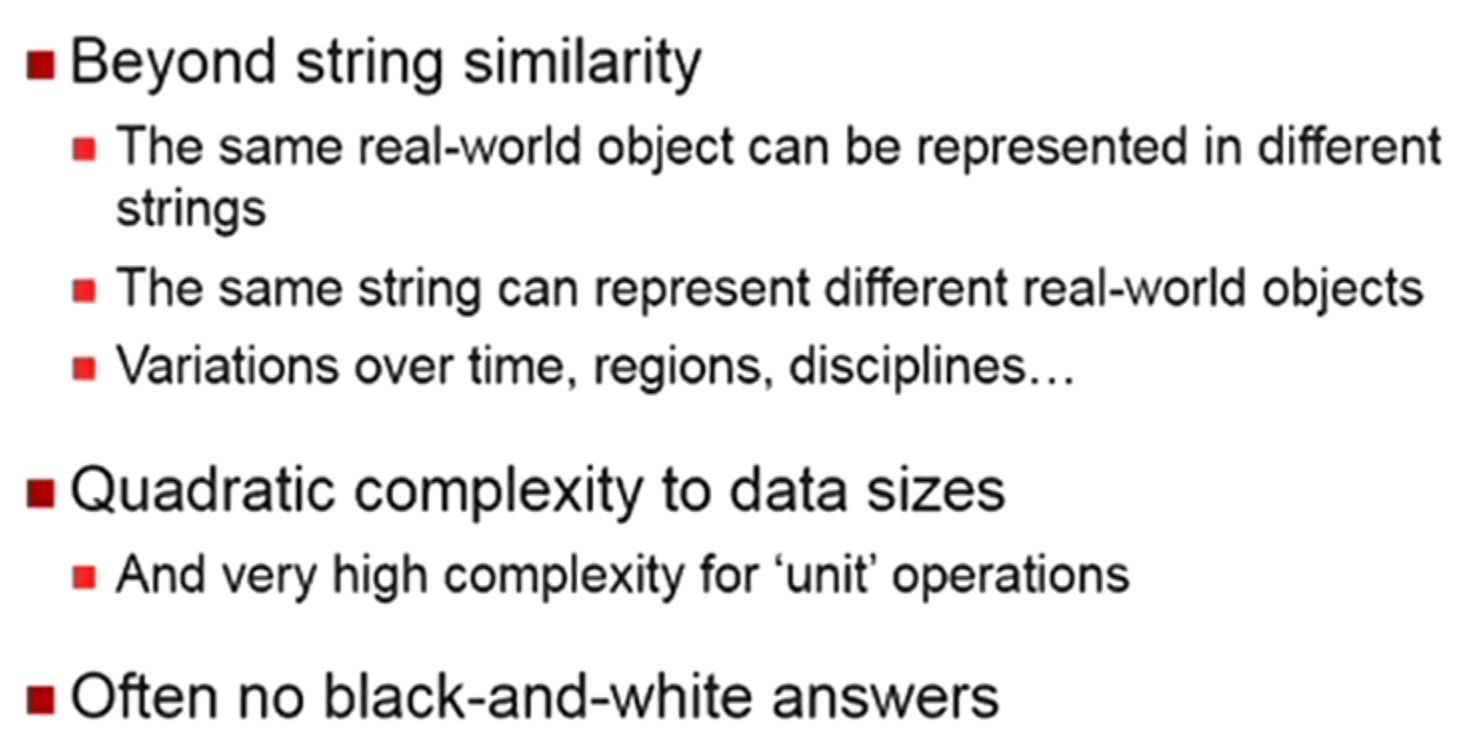 Beyond string similarity
The same real-world object can be represented in different
strings
The same string can represent different real-world objects
Variations over time, regions, disciplines…
Quadratic complexity to data sizes
And very high complexity for ‘unit’ operations
Often no black-and-white answers